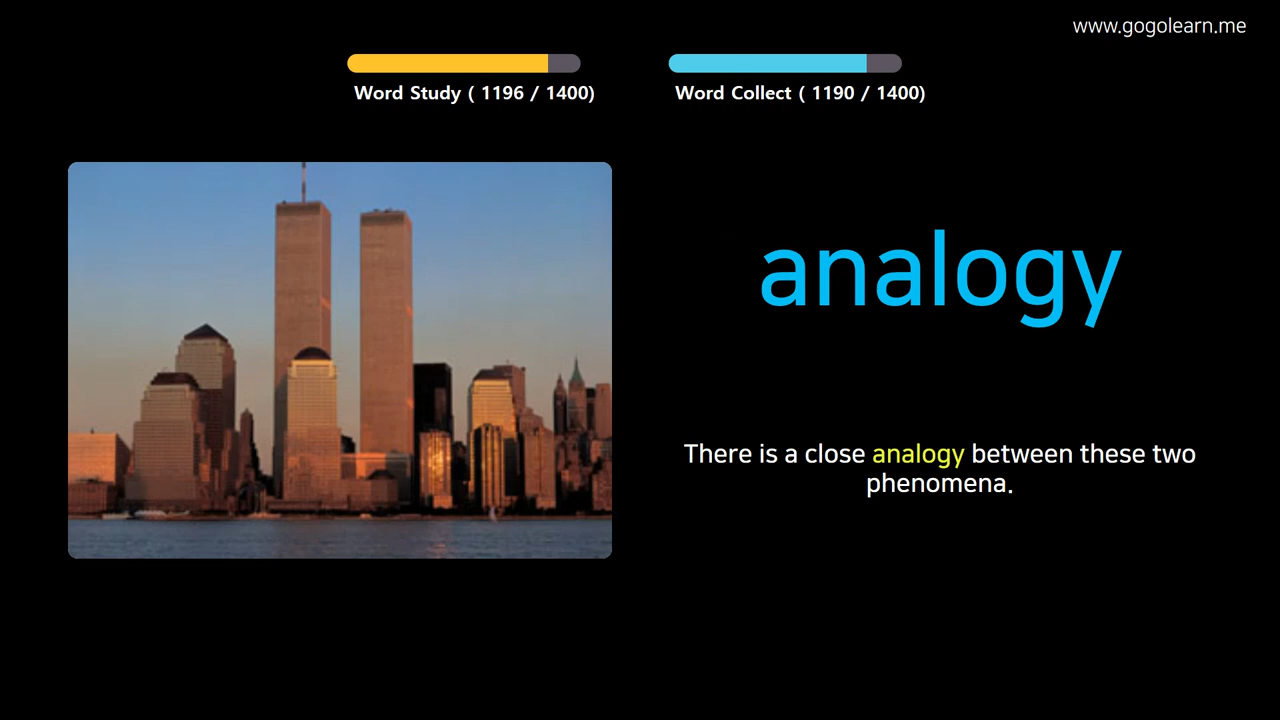 www.gogolearn.me
Word Study ( 1196 / 1400)
Word Collect ( 1190 / 1400)
analogy
There is a close analogy between these two
phenomena.